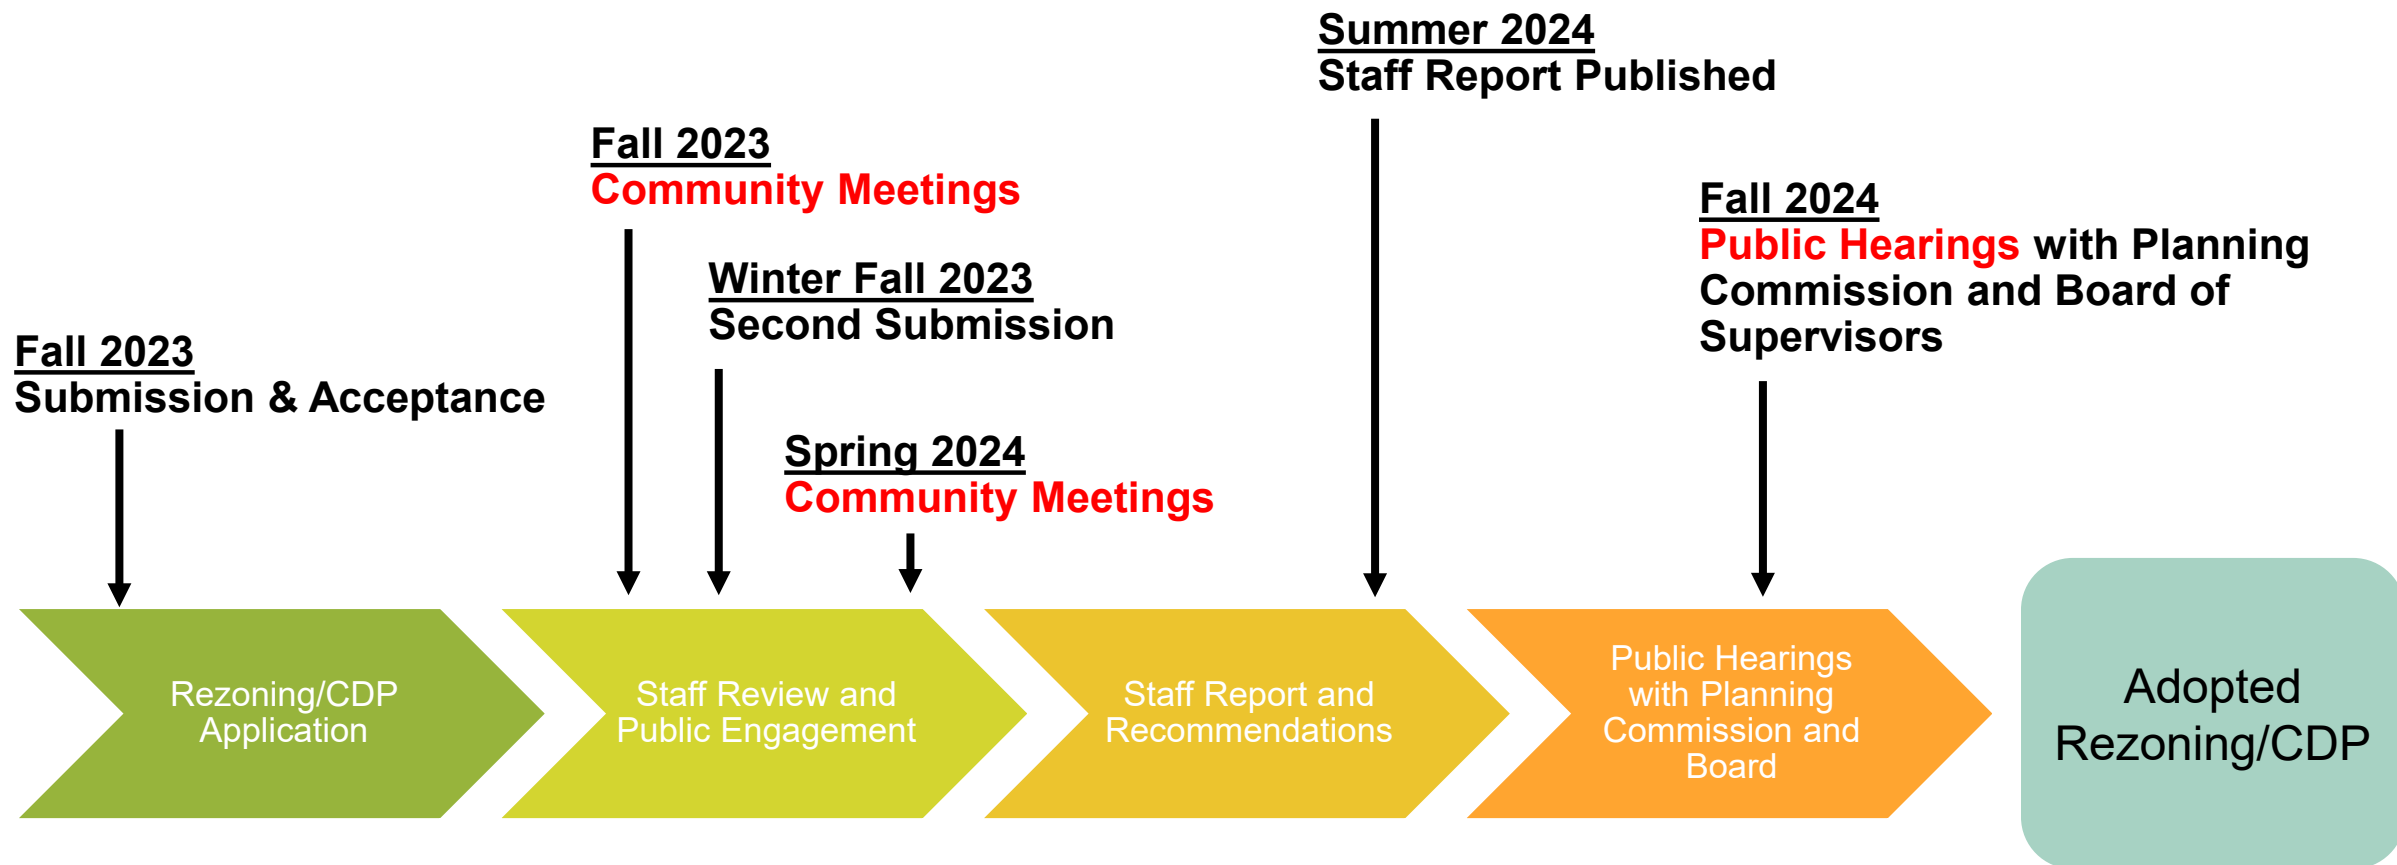 Summer 2024
Staff Report Published
Fall 2023
Community Meetings
Fall 2024
Public Hearings with Planning
Commission and Board of
Supervisors
Winter Fall 2023
Second Submission
Fall 2023
Submission & Acceptance
Spring 2024
Community Meetings
Rezoning/CDP
Application
Staff Review and
Public Engagement
Staff Report and
Recommendations
Public Hearings
with Planning
Commission and
Board
Adopted
Rezoning/CDP